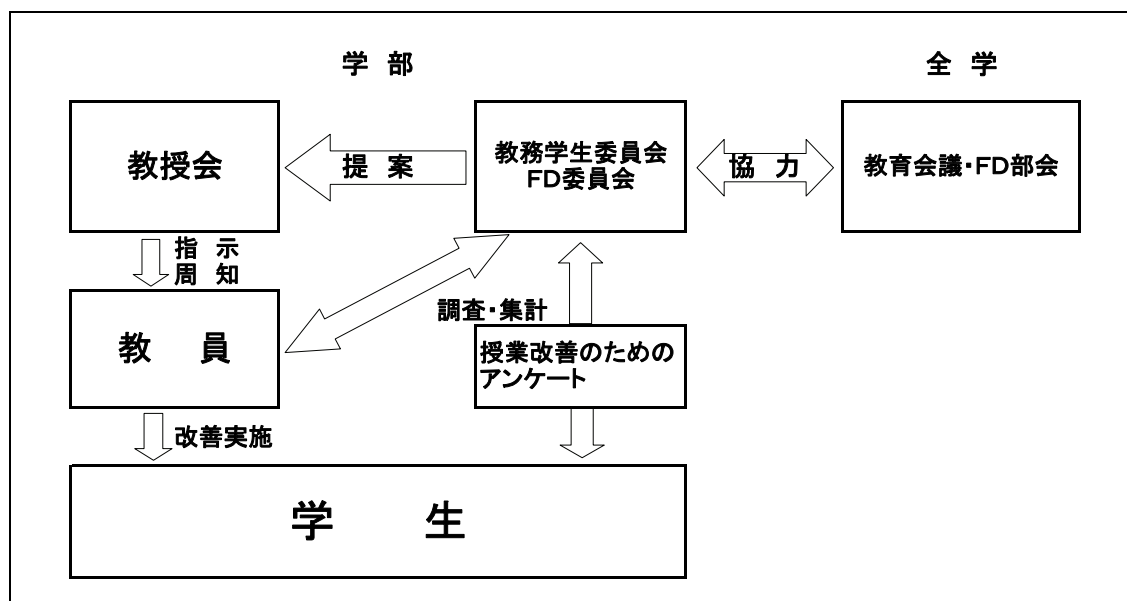 学 部
全 学
教授会
提 案
教務学生委員会
FD委員会
協 力
教育会議・FD部会
指 示
周 知
教 員
調査・集計
授業改善のための
アンケート
改善実施
学 生